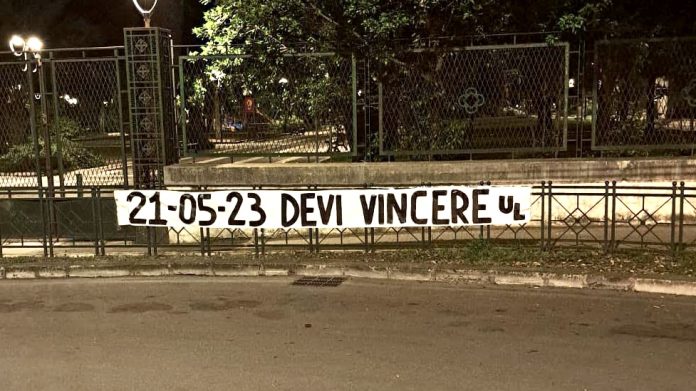 21-05-23 DEVI VINCERE UL